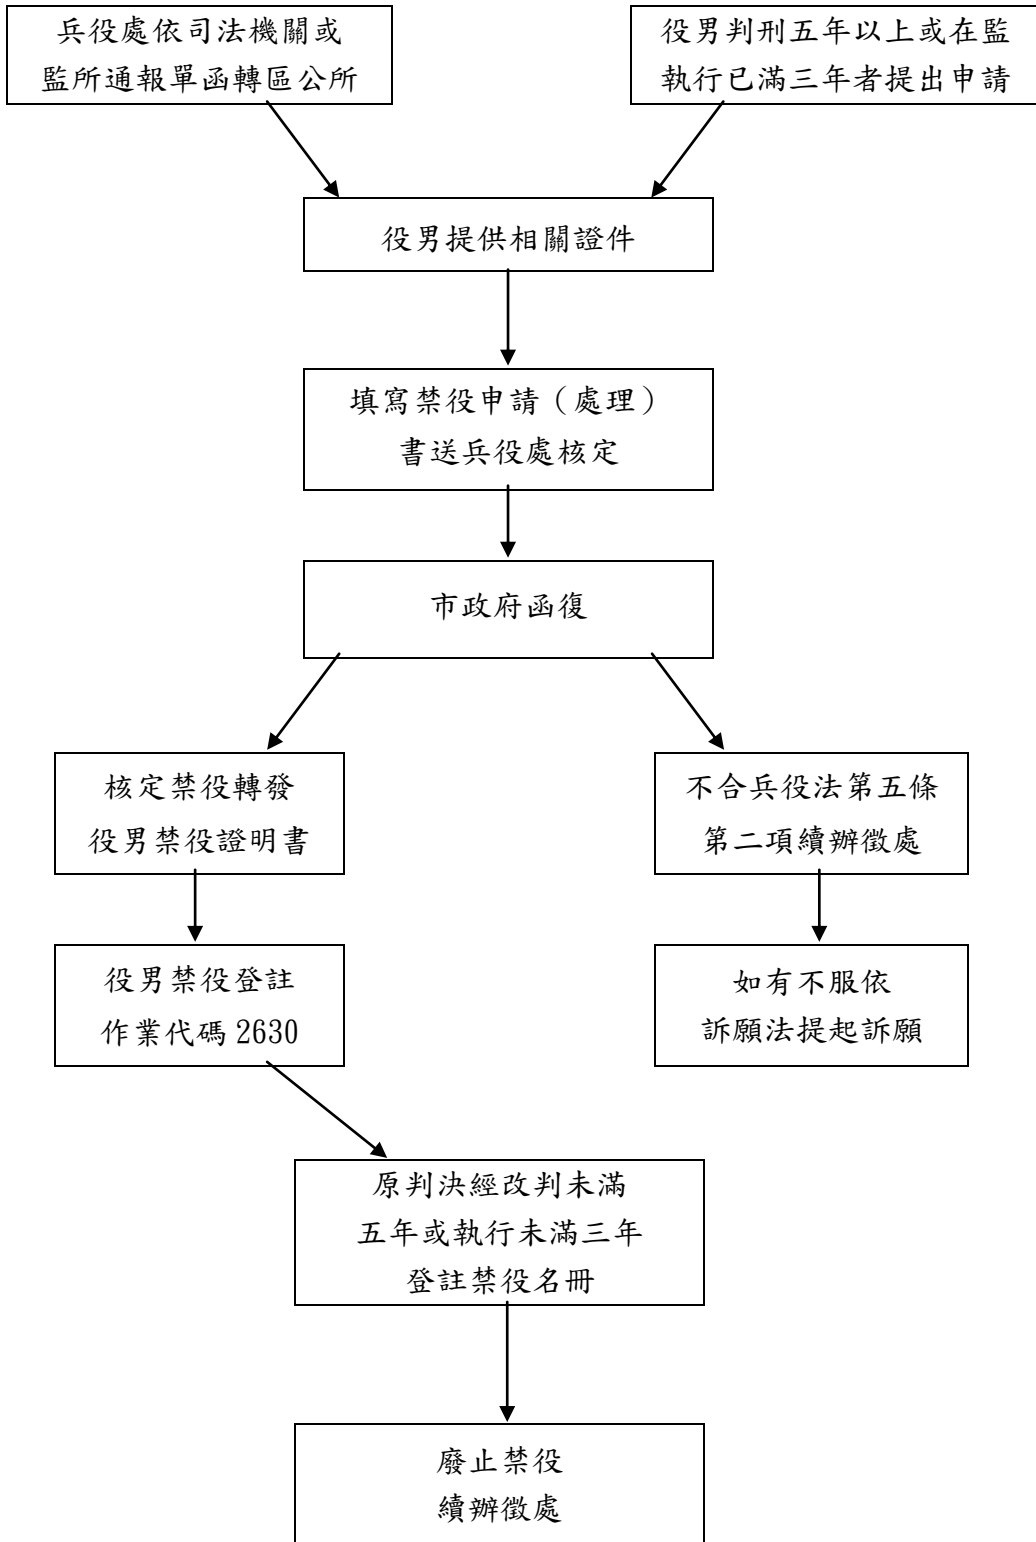 兵役處依司法機關或
監所通報單函轉區公所
役男判刑五年以上或在監
執行已滿三年者提出申請
役男提供相關證件
填寫禁役申請（處理）
書送兵役處核定
市政府函復
核定禁役轉發
役男禁役證明書
不合兵役法第五條
第二項續辦徵處
役男禁役登註
作業代碼 2630
如有不服依
訴願法提起訴願
原判決經改判未滿
五年或執行未滿三年
登註禁役名冊
廢止禁役
續辦徵處